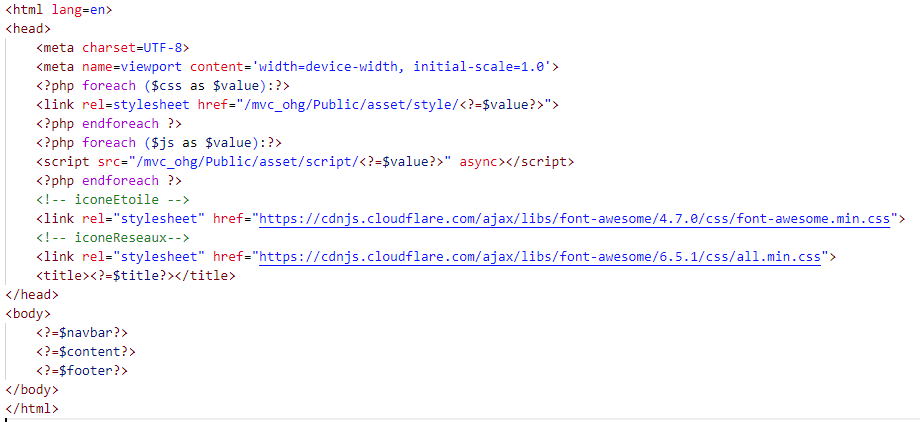 <html lang=en>
<head>
    <meta charset=UTF-8>
    <meta name=viewport content='width=device-width, initial-scale=1.0'>
    <?php foreach ($css as $value):?>
    <link rel=stylesheet href="/mvc_ohg/Public/asset/style/<?=$value?>">
    <?php endforeach ?>
    <?php foreach ($js as $value):?>
    <script src="/mvc_ohg/Public/asset/script/<?=$value?>" async></script>
    <?php endforeach ?>
    <!-- iconeEtoile -->
    <link rel="stylesheet" href="https://cdnjs.cloudflare.com/ajax/libs/font-awesome/4.7.0/css/font-awesome.min.css">
    <!-- iconeReseaux-->
    <link rel="stylesheet" href="https://cdnjs.cloudflare.com/ajax/libs/font-awesome/6.5.1/css/all.min.css">
    <title><?=$title?></title>
</head>
<body>
    <?=$navbar?>
    <?=$content?>
    <?=$footer?>
</body>
</html>